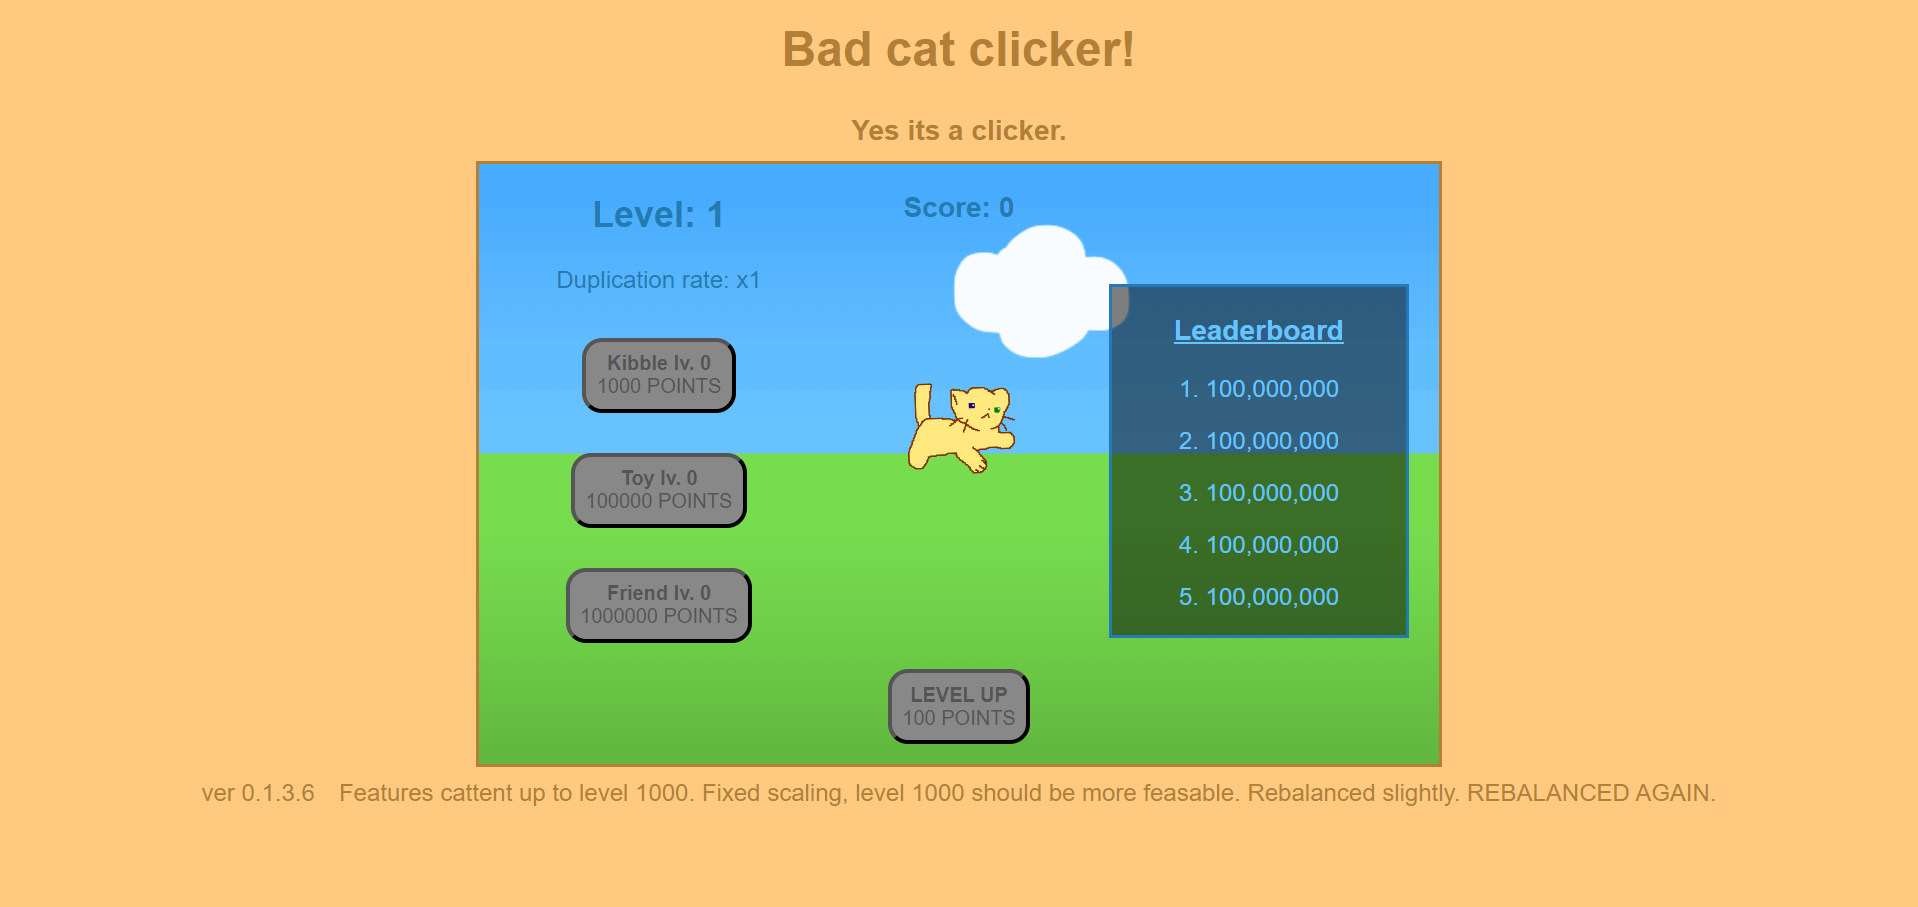 Bad cat clicker!
Yes its a clicker.
Level: 1
Score: 0
Duplication rate: x1
Kibble lv. 0
1000 POINTS
Toy lv. 0
100000 POINTS
Friend lv. 0
1000000 POINTS
Leaderboard
1. 100,000,000
2. 100,000,000
3. 100,000,000
4. 100,000,000
5. 100,000,000
LEVEL UP
100 POINTS
ver 0.1.3.6 Features cattent up to level 1000. Fixed scaling, level 1000 should be more feasable. Rebalanced slightly. REBALANCED AGAIN.